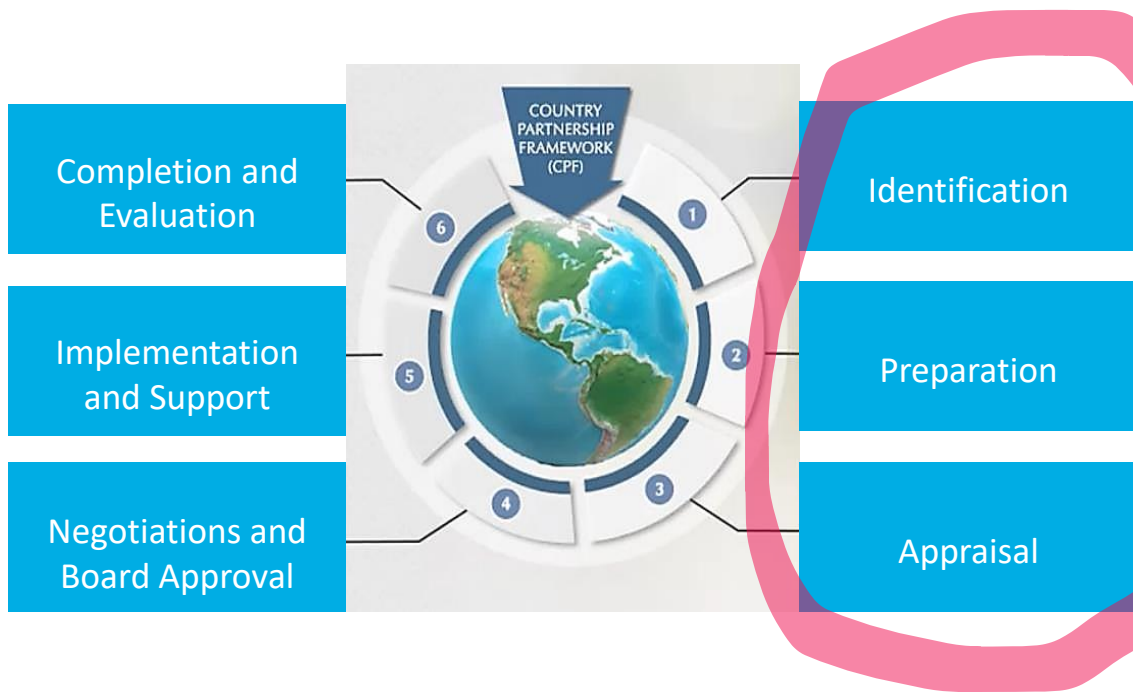 COUNTRY
PARTNERSHIP
FRAMEWORK
(CPF)
1
Identification
2
Preparation
3
Appraisal
4
Negotiations and
Board Approval
5
Implementation
and Support
6
Completion and
Evaluation